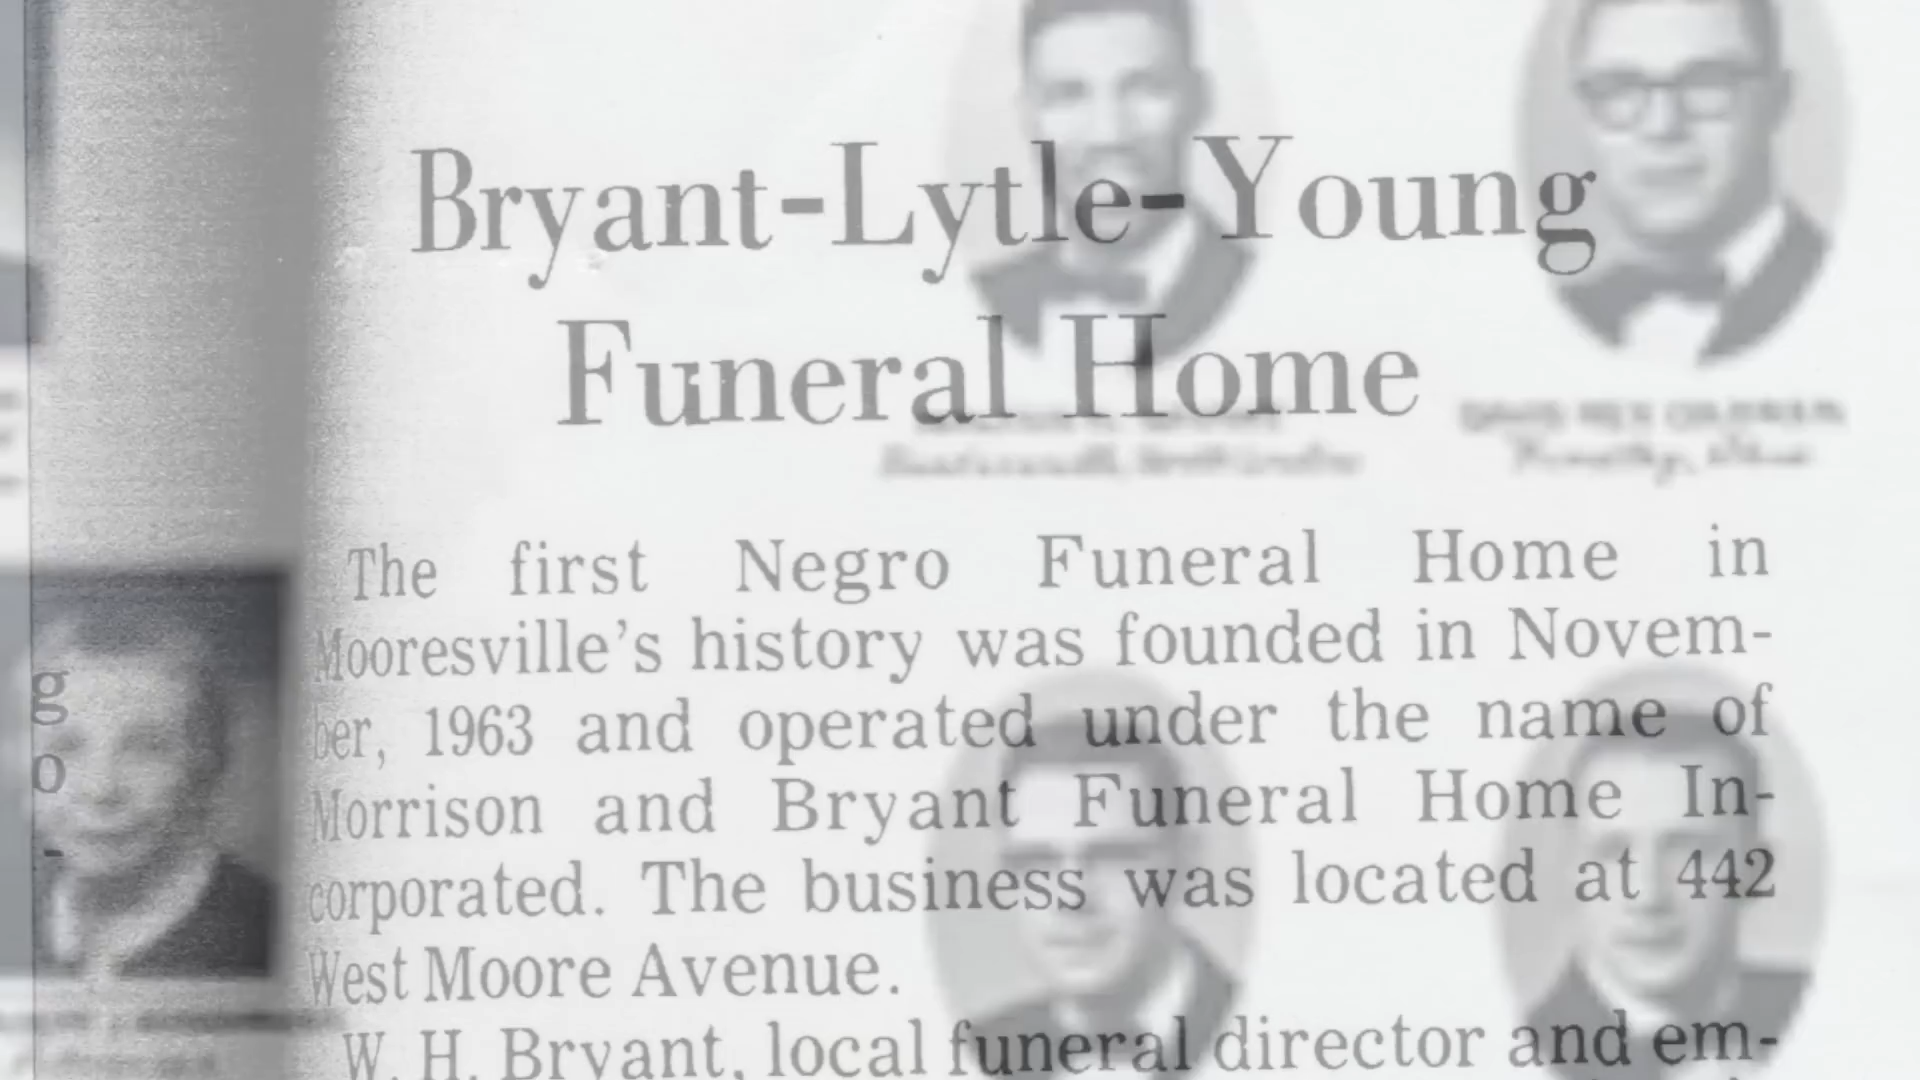 Bryant-Lytle-Young
Funeral Home
The first Negro Funeral Home in
Mooresville's history was founded in Novem-
ber, 1963 and operated under the name of
Morrison and Bryant Funeral Home In-
corporated. The business was located at 442
West Moore Avenue.
W. H. Bryant, local funeral director and em-
g
o
-